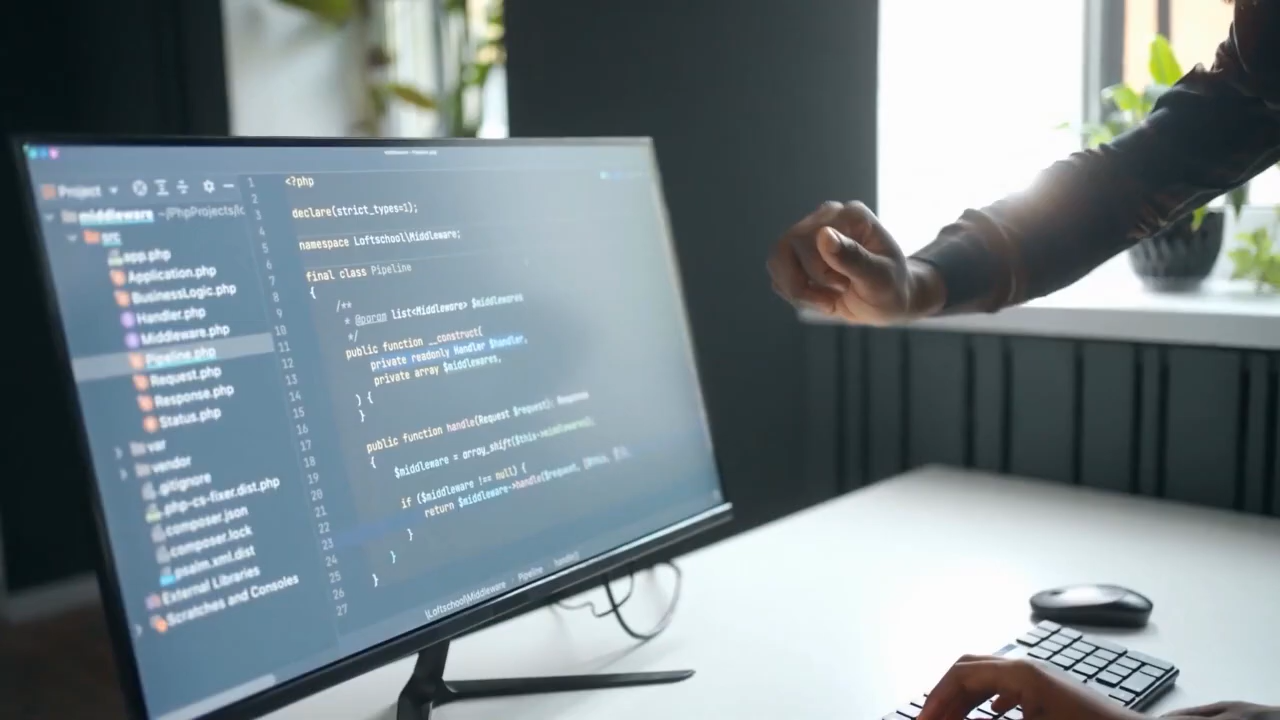 Project
middleware ~/PhpProjects/lo
src
app.php
Application.php
BusinessLogic.php
Handler.php
Middleware.php
Pipeline.php
Request.php
Response.php
Status.php
var
vendor
.gitignore
php-cs-fixer.dist.php
composer.json
composer.lock
psalm.xml.dist
External Libraries
Scratches and Consoles
1 <?php
2
3 declare(strict_types=1);
4
5 namespace Loftschool\Middleware;
6
7 final class Pipeline
8 {
9 /**
10 * @param list<Middleware> $middlewares
11 */
12 public function __construct(
13 private readonly Handler $handler,
14 private array $middlewares,
15 ) {
16 }
17
18 public function handle(Request $request): Response
19 {
20 $middleware = array_shift($this->middlewares);
21
22 if ($middleware !== null) {
23 return $middleware->handle($request, [$this,
24 }
25 }
26 }
27
\Loftschool\Middleware Pipeline handle()